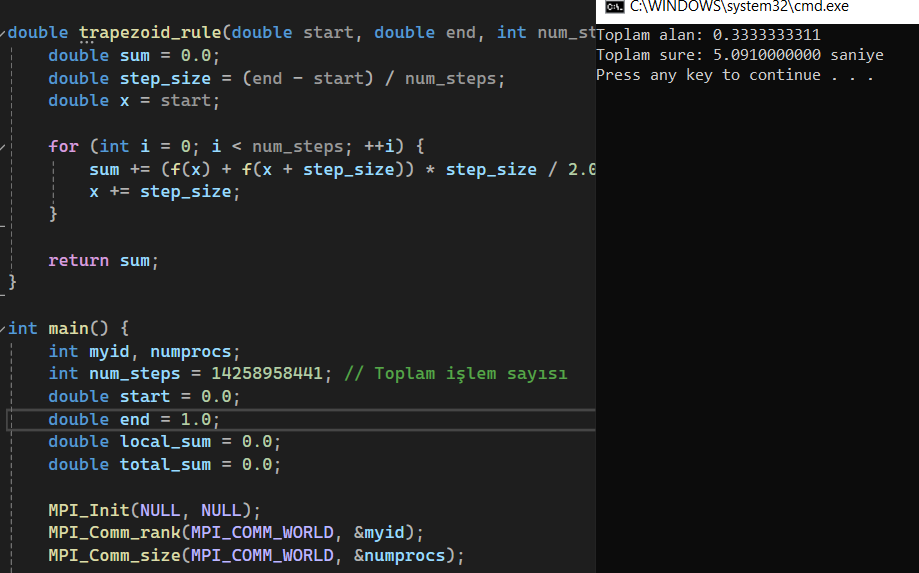 double trapezoid_rule(double start, double end, int num_st
double sum = 0.0;
double step_size = (end - start) / num_steps;
double x = start;
for (int i = 0; i < num_steps; ++i) {
sum += (f(x) + f(x + step_size)) * step_size / 2.0
x += step_size;
}
return sum;
}
int main() {
int myid, numprocs;
int num_steps = 14258958441; // Toplam işlem sayısı
double start = 0.0;
double end = 1.0;
double local_sum = 0.0;
double total_sum = 0.0;
MPI_Init(NULL, NULL);
MPI_Comm_rank(MPI_COMM_WORLD, &myid);
MPI_Comm_size(MPI_COMM_WORLD, &numprocs);
C:\WINDOWS\system32\cmd.exe
Toplam alan: 0.3333333311
Toplam sure: 5.0910000000 saniye
Press any key to continue . . .